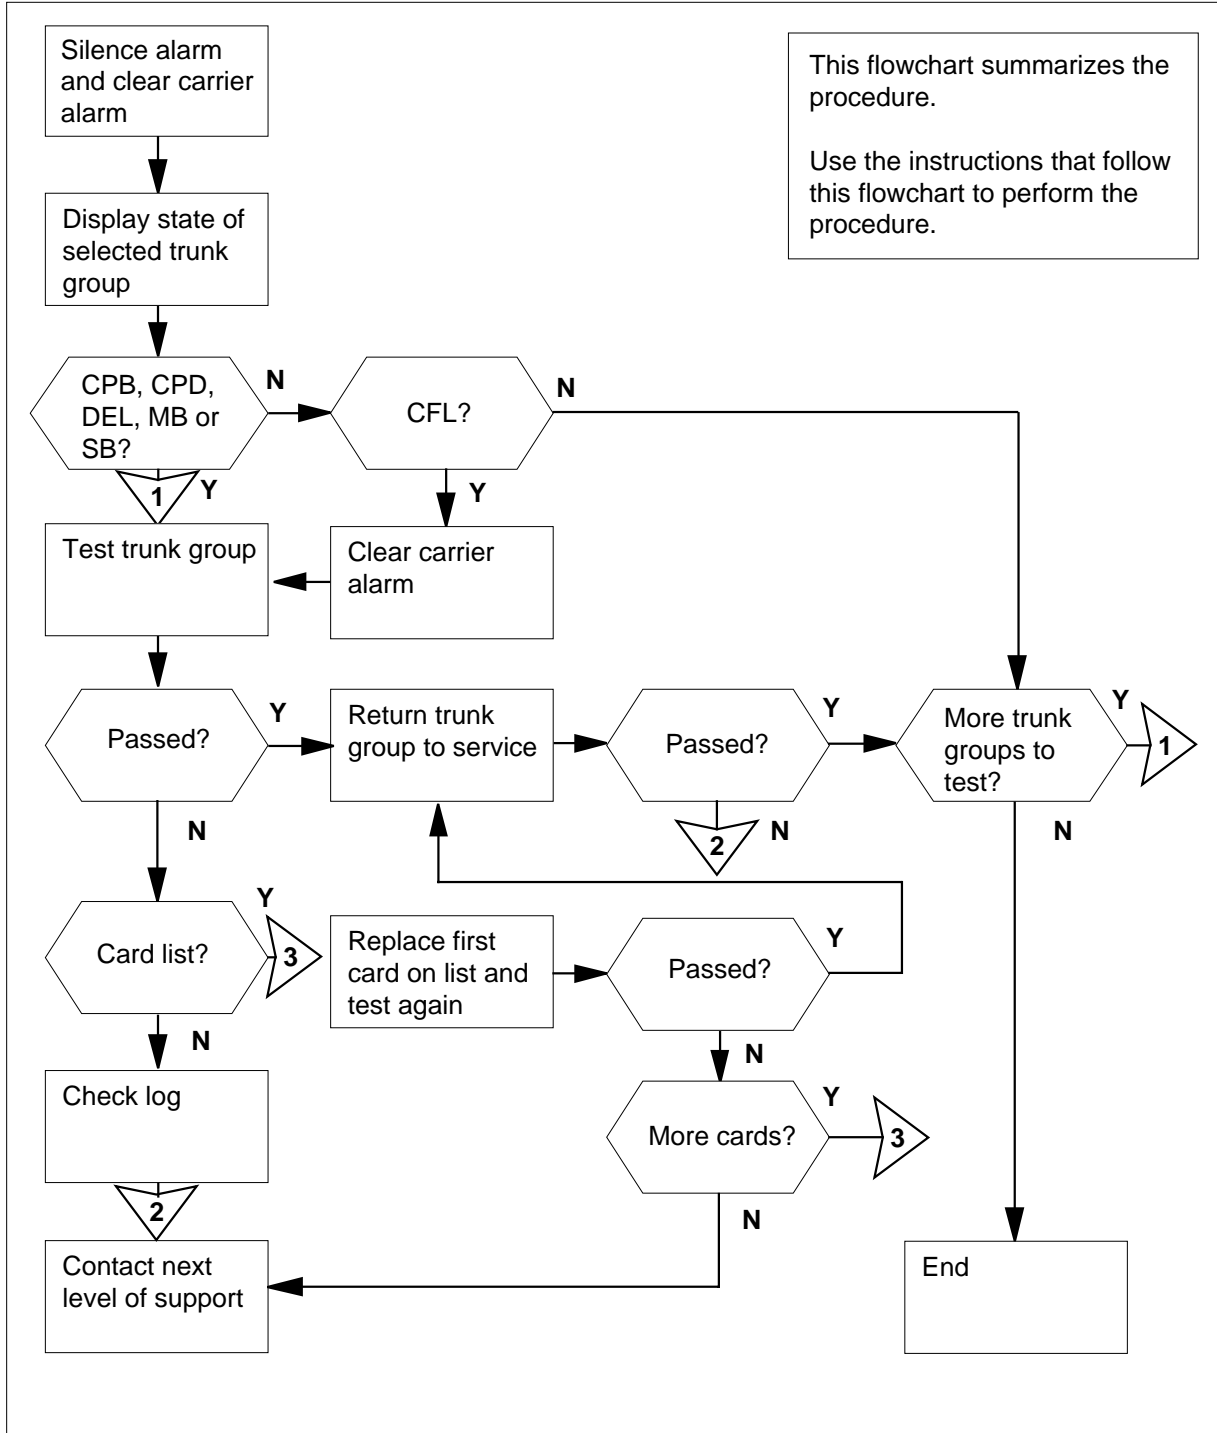 Silence alarm
and clear carrier
alarm
This flowchart summarizes the
procedure.
Use the instructions that follow
this flowchart to perform the
procedure.
Display state of
selected trunk
group
CPB, CPD,
DEL, MB or
SB?
N
CFL?
N
1
Y
Y
Test trunk group
Clear carrier
alarm
Passed?
Y
Return trunk
group to service
Passed?
Y
More trunk
groups to
test?
Y
1
N
2
N
N
Card list?
Y
3
Replace first
card on list and
test again
Passed?
Y
N
N
Check log
More cards?
Y
3
2
N
Contact next
level of support
End